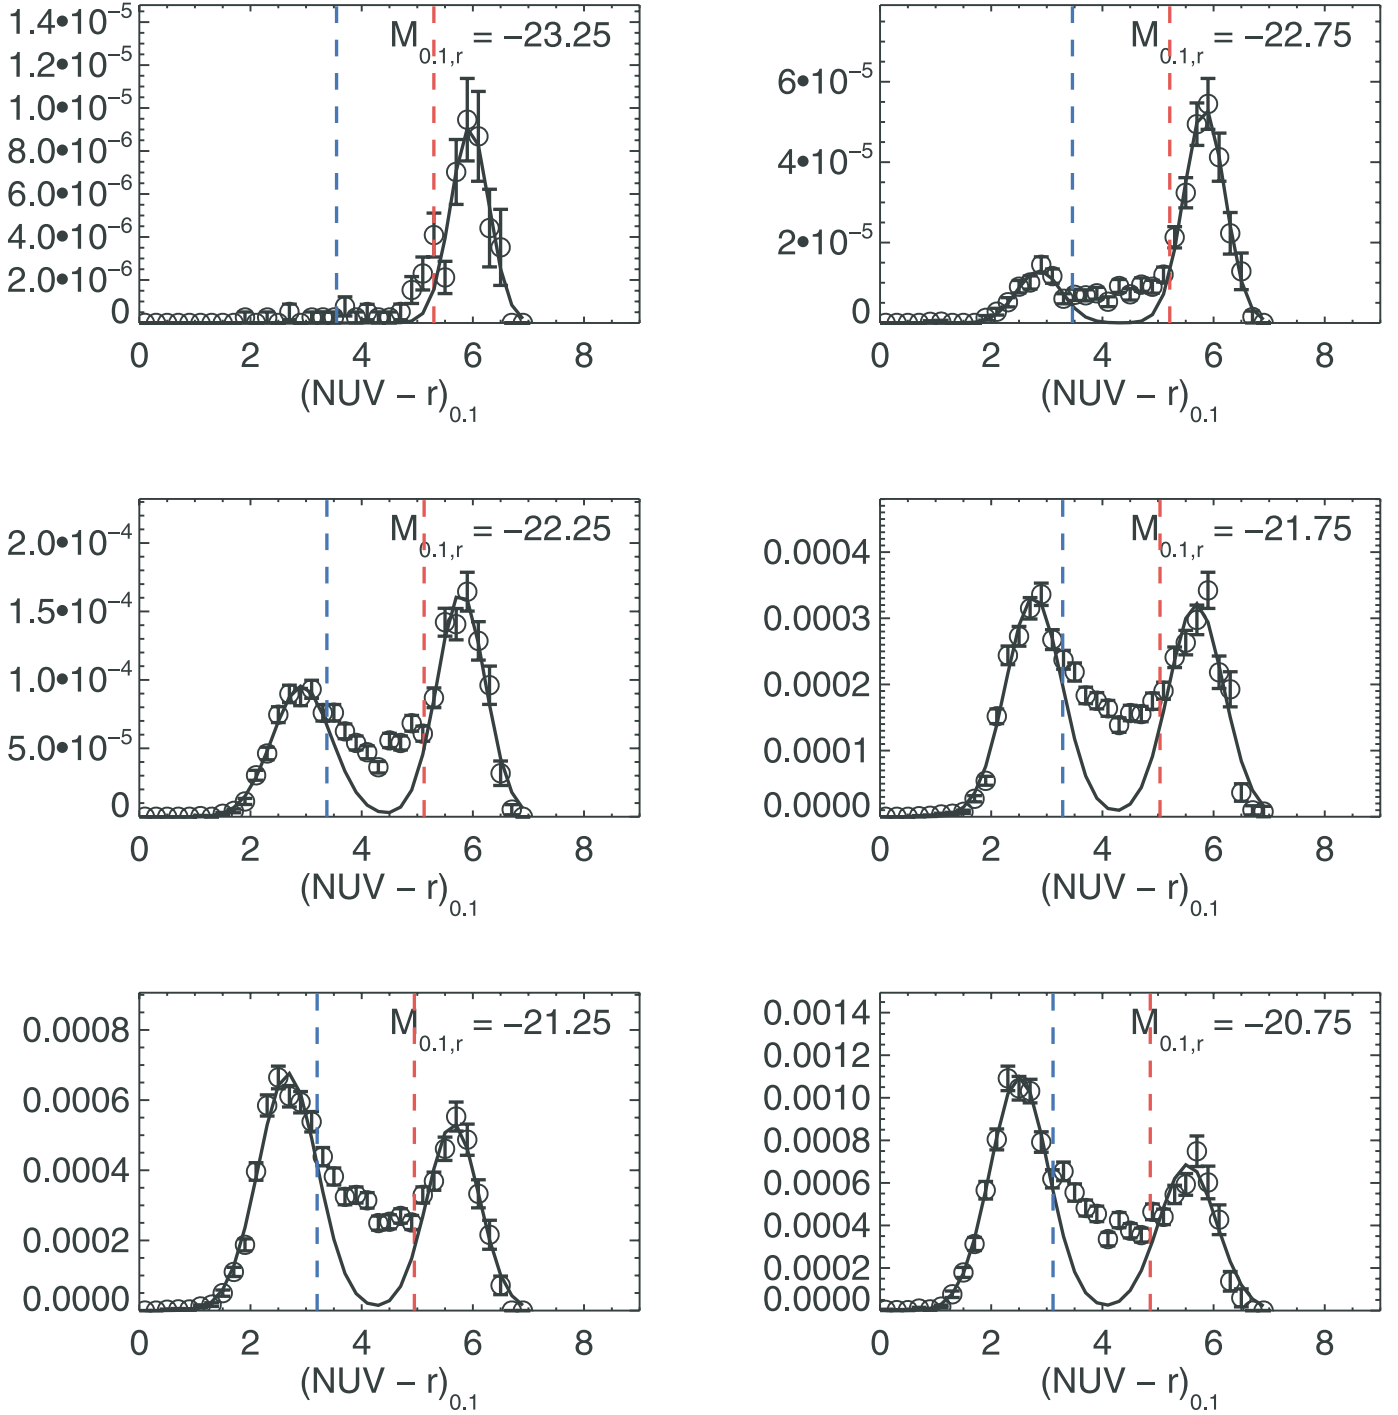 M0.1,r = −23.25
1.4•10−5
1.2•10−5
1.0•10−5
8.0•10−6
6.0•10−6
4.0•10−6
2.0•10−6
0
0 2 4 6 8
(NUV − r)0.1
M0.1,r = −22.75
6•10−5
4•10−5
2•10−5
0
0 2 4 6 8
(NUV − r)0.1
M0.1,r = −22.25
2.0•10−4
1.5•10−4
1.0•10−4
5.0•10−5
0
0 2 4 6 8
(NUV − r)0.1
M0.1,r = −21.75
0.0004
0.0003
0.0002
0.0001
0.0000
0 2 4 6 8
(NUV − r)0.1
M0.1,r = −21.25
0.0008
0.0006
0.0004
0.0002
0.0000
0 2 4 6 8
(NUV − r)0.1
M0.1,r = −20.75
0.0014
0.0012
0.0010
0.0008
0.0006
0.0004
0.0002
0.0000
0 2 4 6 8
(NUV − r)0.1